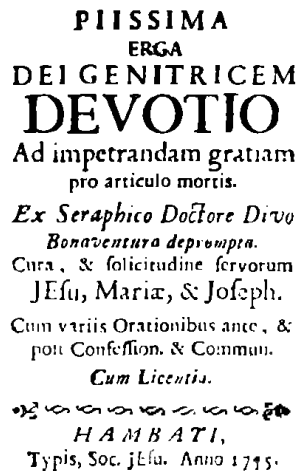 PIISSIMA
ERGA
DEI GENITRICEM
DEVOTIO
Ad impetrandam gratiam
pro articulo mortis.
Ex Seraphico Doctore Divo
Bonaventura deprompta.
Cura, & solicitudine servorum
JEsu, Mariæ, & Joseph.
Cum variis Orationibus ante, &
post Confession. & Commun.
Cum Licentia.
HAMBATI,
Typis, Soc. jEsu. Anno 1755.